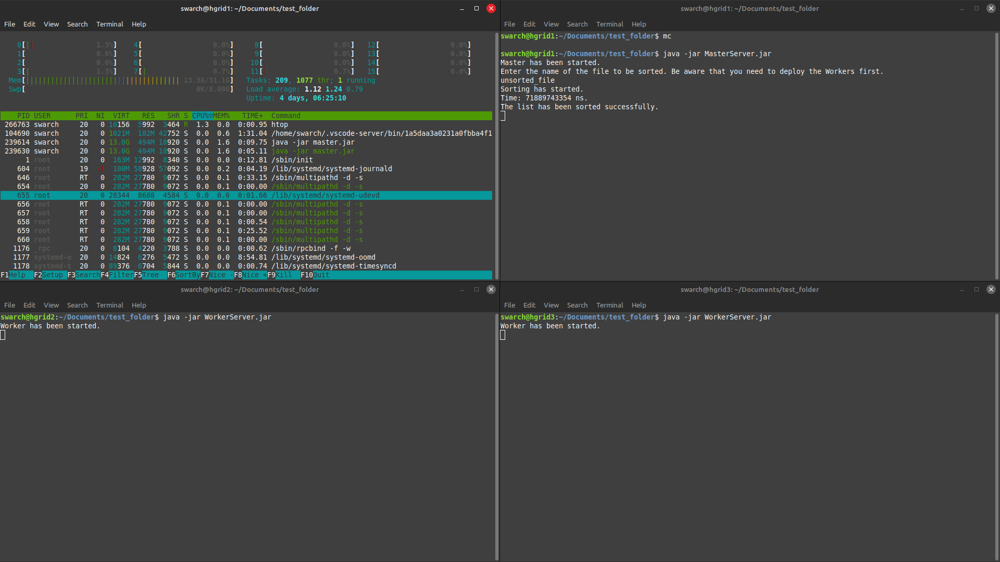 swarch@hgrid1: ~/Documents/test_folder
File Edit View Search Terminal Help
0[|| 1.3%] 4[ 0.0%] 8[ 0.0%] 12[ 0.0%]
1[ 0.0%] 5[ 0.0%] 9[ 0.0%] 13[ 0.0%]
2[ 0.0%] 6[ 0.0%] 10[ 0.0%] 14[ 0.0%]
3[| 1.3%] 7[| 0.7%] 11[| 0.7%] 15[ 0.0%]
Mem[||||||||||||||||||||||||||||||||||||| 13.3G/31.1G] Tasks: 209, 1077 thr; 1 running
Swp[ 0K/8.00G] Load average: 1.12 1.24 0.79
Uptime: 4 days, 06:25:10
PID USER PRI NI VIRT RES SHR S CPU%▽MEM% TIME+ Command
266763 swarch 20 0 10156 5992 3464 R 1.3 0.0 0:00.95 htop
104690 swarch 20 0 1021M 182M 42752 S 0.0 0.6 1:31.04 /home/swarch/.vscode-server/bin/1a5daa3a0231a0fbba4f1
239614 swarch 20 0 13.0G 494M 18920 S 0.0 1.6 0:09.75 java -jar master.jar
239630 swarch 20 0 13.0G 494M 18920 S 0.0 1.6 0:05.11 java -jar master.jar
1 root 20 0 163M 12992 8340 S 0.0 0.0 0:12.81 /sbin/init
604 root 19 -1 100M 58928 57092 S 0.0 0.2 0:04.19 /lib/systemd/systemd-journald
646 root RT 0 282M 27780 9072 S 0.0 0.1 0:33.15 /sbin/multipathd -d -s
654 root 20 0 282M 27780 9072 S 0.0 0.1 0:00.00 /sbin/multipathd -d -s
655 root 20 0 28344 8688 4584 S 0.0 0.0 0:01.66 /lib/systemd/systemd-udevd
656 root RT 0 282M 27780 9072 S 0.0 0.1 0:00.00 /sbin/multipathd -d -s
657 root RT 0 282M 27780 9072 S 0.0 0.1 0:00.00 /sbin/multipathd -d -s
658 root RT 0 282M 27780 9072 S 0.0 0.1 0:00.54 /sbin/multipathd -d -s
659 root RT 0 282M 27780 9072 S 0.0 0.1 0:25.52 /sbin/multipathd -d -s
660 root RT 0 282M 27780 9072 S 0.0 0.1 0:00.00 /sbin/multipathd -d -s
1176 _rpc 20 0 8104 4220 3788 S 0.0 0.0 0:00.62 /sbin/rpcbind -f -w
1177 systemd-o 20 0 14824 6276 5472 S 0.0 0.0 8:54.81 /lib/systemd/systemd-oomd
1178 systemd-t 20 0 89376 6704 5844 S 0.0 0.0 0:00.74 /lib/systemd/systemd-timesyncd
F1Help F2Setup F3SearchF4FilterF5Tree F6SortByF7Nice -F8Nice +F9Kill F10Quit
swarch@hgrid1: ~/Documents/test_folder
File Edit View Search Terminal Help
swarch@hgrid1:~/Documents/test_folder$ mc
swarch@hgrid1:~/Documents/test_folder$ java -jar MasterServer.jar
Master has been started.
Enter the name of the file to be sorted. Be aware that you need to deploy the Workers first.
unsorted_file
Sorting has started.
Time: 71889743354 ns.
The list has been sorted successfully.
swarch@hgrid2: ~/Documents/test_folder
File Edit View Search Terminal Help
swarch@hgrid2:~/Documents/test_folder$ java -jar WorkerServer.jar
Worker has been started.
swarch@hgrid3: ~/Documents/test_folder
File Edit View Search Terminal Help
swarch@hgrid3:~/Documents/test_folder$ java -jar WorkerServer.jar
Worker has been started.